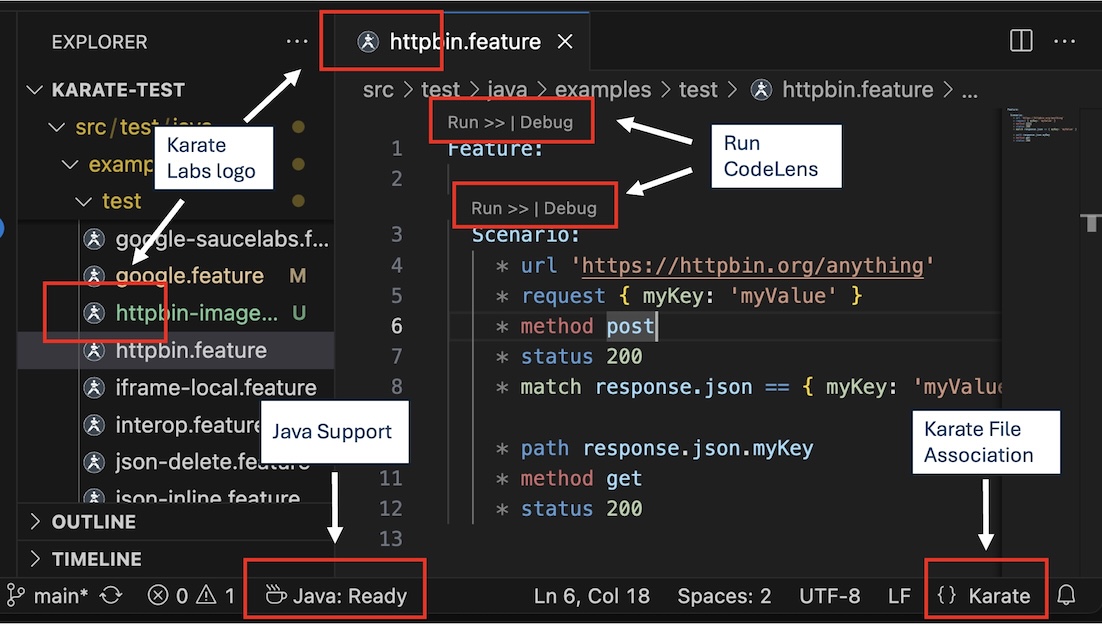 EXPLORER
httpbin.feature
KARATE-TEST
src > test > java > examples > test > httpbin.feature > ...
src/test/java
Karate
Labs logo
test
google-saucelabs.f...
google.feature M
httpbin-image... U
httpbin.feature
iframe-local.feature
interop.feature
json-delete.feature
json-inline.feature
OUTLINE
TIMELINE
Run >> | Debug
1 Feature:
2
Run >> | Debug
3 Scenario:
4 * url 'https://httpbin.org/anything'
5 * request { myKey: 'myValue' }
6 * method post
7 * status 200
8 * match response.json == { myKey: 'myValue
* path response.json.myKey
11 * method get
12 * status 200
13
Run
CodeLens
Java Support
Karate File
Association
main* 0 1 Java: Ready Ln 6, Col 18 Spaces: 2 UTF-8 LF {} Karate